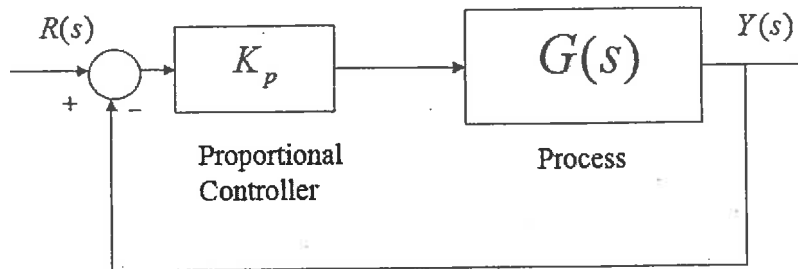 R(s)
Y(s)
K_p
G(s)
+
-
Proportional
Controller
Process